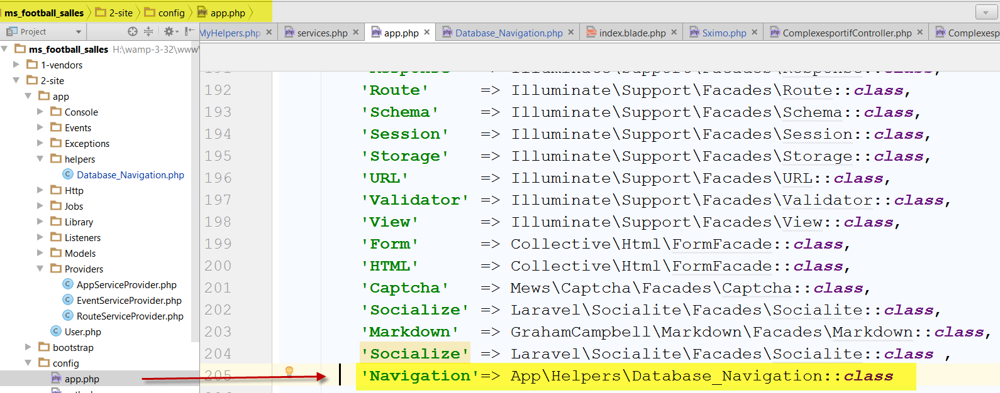 ms_football_salles 2-site config app.php
Project MyHelpers.php services.php app.php Database_Navigation.php index.blade.php Sximo.php ComplexesportifController.php Complexesp
ms_football_salles H:\wamp-3-32\www\
1-vendors
2-site
app
Console
Events
Exceptions
helpers
Database_Navigation.php
Http
Jobs
Library
Listeners
Models
Providers
AppServiceProvider.php
EventServiceProvider.php
RouteServiceProvider.php
User.php
bootstrap
config
app.php
191 'Response' => Illuminate\Support\Facades\Response::class,
192 'Route' => Illuminate\Support\Facades\Route::class,
193 'Schema' => Illuminate\Support\Facades\Schema::class,
194 'Session' => Illuminate\Support\Facades\Session::class,
195 'Storage' => Illuminate\Support\Facades\Storage::class,
196 'URL' => Illuminate\Support\Facades\URL::class,
197 'Validator' => Illuminate\Support\Facades\Validator::class,
198 'View' => Illuminate\Support\Facades\View::class,
199 'Form' => Collective\Html\FormFacade::class,
200 'HTML' => Collective\Html\FormFacade::class,
201 'Captcha' => Mews\Captcha\Facades\Captcha::class,
202 'Socialize' => Laravel\Socialite\Facades\Socialite::class,
203 'Markdown' => GrahamCampbell\Markdown\Facades\Markdown::class,
204 'Socialize' => Laravel\Socialite\Facades\Socialite::class ,
205 'Navigation'=> App\Helpers\Database_Navigation::class